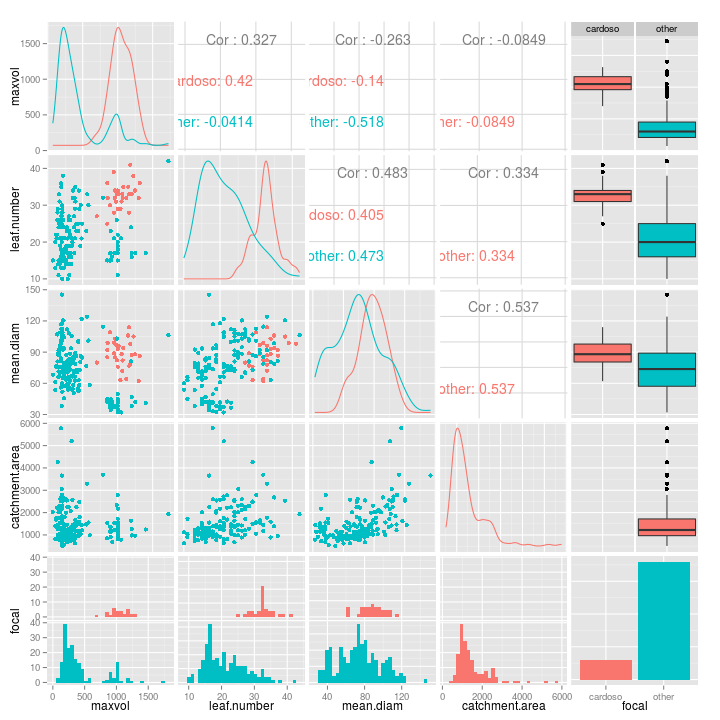 cardoso other
maxvol
1500
1000
500
0
Cor : 0.327
ardoso: 0.42
her: -0.0414
Cor : -0.263
rdoso: -0.14
ther: -0.518
Cor : -0.0849
her: -0.0849
leaf.number
40
30
20
10
Cor : 0.483
doso: 0.405
other: 0.473
Cor : 0.334
other: 0.334
mean.diam
150
120
90
60
30
Cor : 0.537
other: 0.537
catchment.area
6000
5000
4000
3000
2000
1000
focal
40
30
20
10
0
40
30
20
10
0
0 500 1000 1500
10 20 30 40
40 80 120
0 2000 4000 6000
cardoso other
maxvol leaf.number mean.diam catchment.area focal